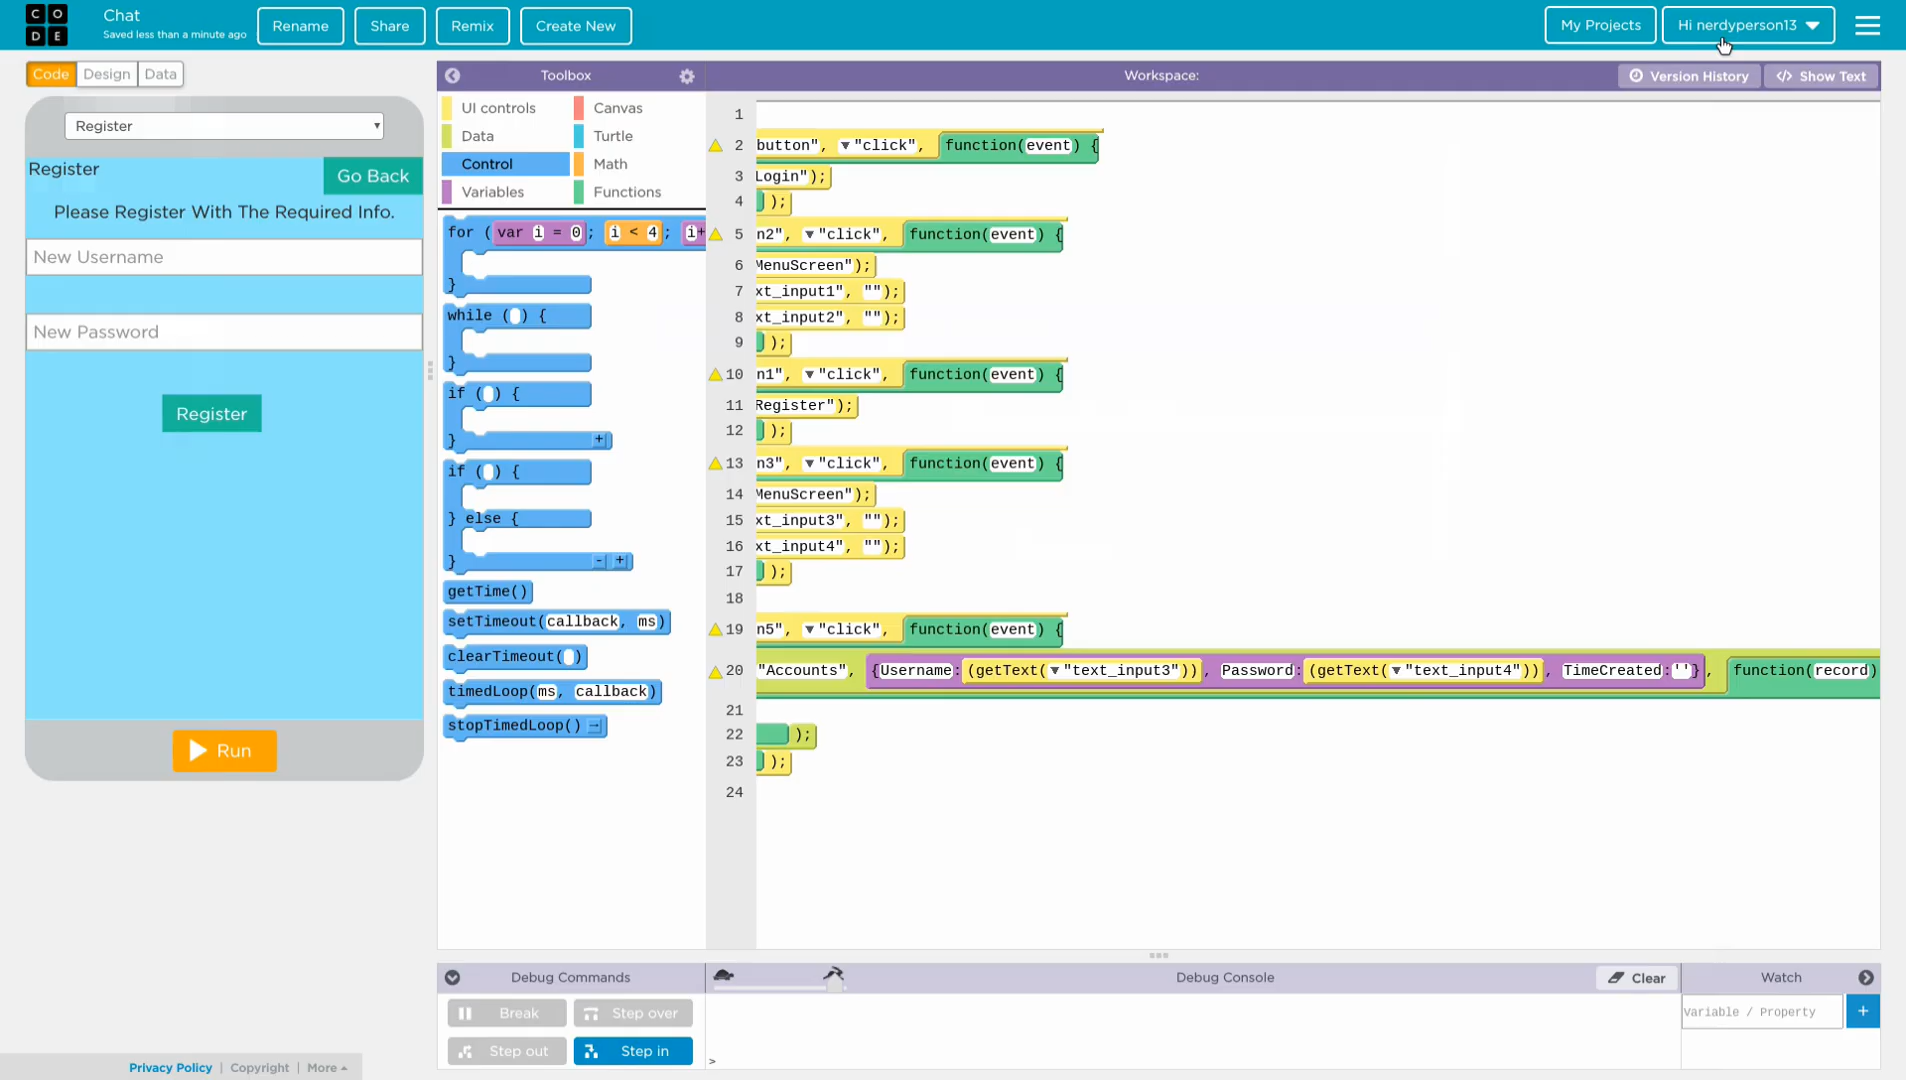 C O
D E
Chat
Saved less than a minute ago
Rename
Share
Remix
Create New
My Projects
Hi nerdyperson13
Code
Design
Data
Toolbox
Workspace:
Version History
Show Text
Register
Register
Go Back
Please Register With The Required Info.
New Username
New Password
Register
Run
UI controls
Canvas
Data
Turtle
Control
Math
Variables
Functions
for ( var i = 0; i < 4; i+
}
while ( ) {
}
if ( ) {
} +
if ( ) {
} else {
} - +
getTime()
setTimeout(callback, ms)
clearTimeout( )
timedLoop(ms, callback)
stopTimedLoop()
1
2 button", "click", function(event) {
3 Login");
4 );
5 n2", "click", function(event) {
6 MenuScreen");
7 xt_input1", "");
8 xt_input2", "");
9 );
10 n1", "click", function(event) {
11 Register");
12 );
13 n3", "click", function(event) {
14 MenuScreen");
15 xt_input3", "");
16 xt_input4", "");
17 );
18
19 n5", "click", function(event) {
20 "Accounts", {Username:(getText("text_input3")), Password:(getText("text_input4")), TimeCreated:''}, function(record)
21
22 );
23 );
24
Debug Commands
Debug Console
Clear
Watch
Break
Step over
Step out
Step in
>
Variable / Property
+
Privacy Policy | Copyright | More